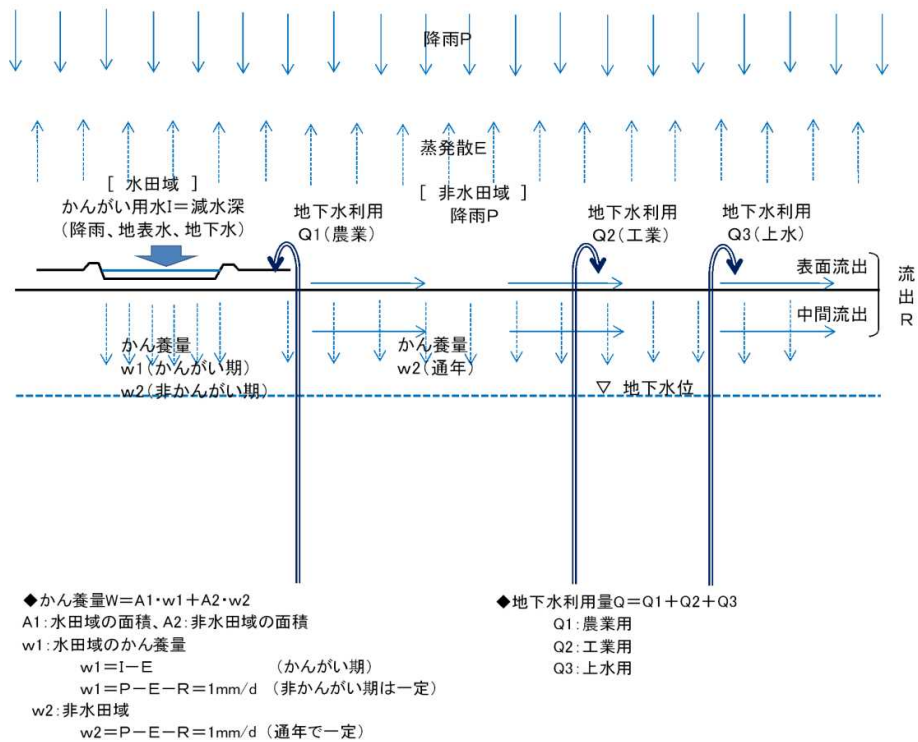 降雨P
蒸発散E
[ 水田域 ]
かんがい用水I=減水深
(降雨、地表水、地下水)
[ 非水田域 ]
降雨P
地下水利用
Q1(農業)
地下水利用
Q2(工業)
地下水利用
Q3(上水)
表面流出
中間流出
流出R
かん養量
w1(かんがい期)
w2(非かんがい期)
かん養量
w2(通年)
▽ 地下水位
◆かん養量W=A1・w1+A2・w2
A1:水田域の面積、A2:非水田域の面積
w1:水田域のかん養量
w1=I-E (かんがい期)
w1=P-E-R=1mm/d (非かんがい期は一定)
w2:非水田域
w2=P-E-R=1mm/d (通年で一定)
◆地下水利用量Q=Q1+Q2+Q3
Q1:農業用
Q2:工業用
Q3:上水用